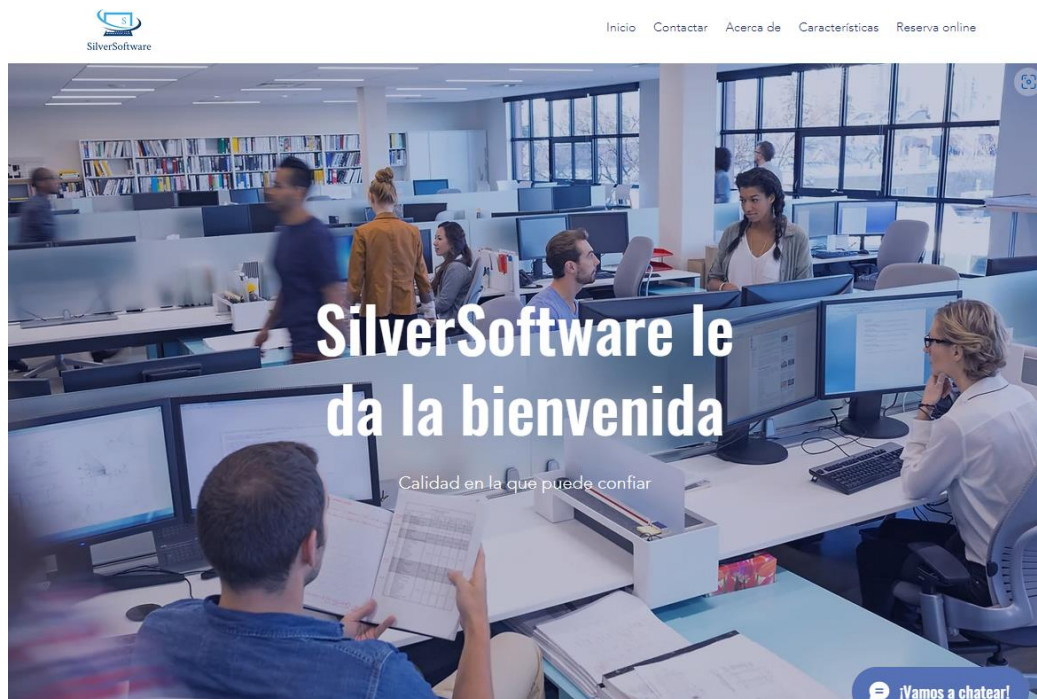 S
SilverSoftware
Inicio Contactar Acerca de Características Reserva online
SilverSoftware le
da la bienvenida
Calidad en la que puede confiar
¡Vamos a chatear!